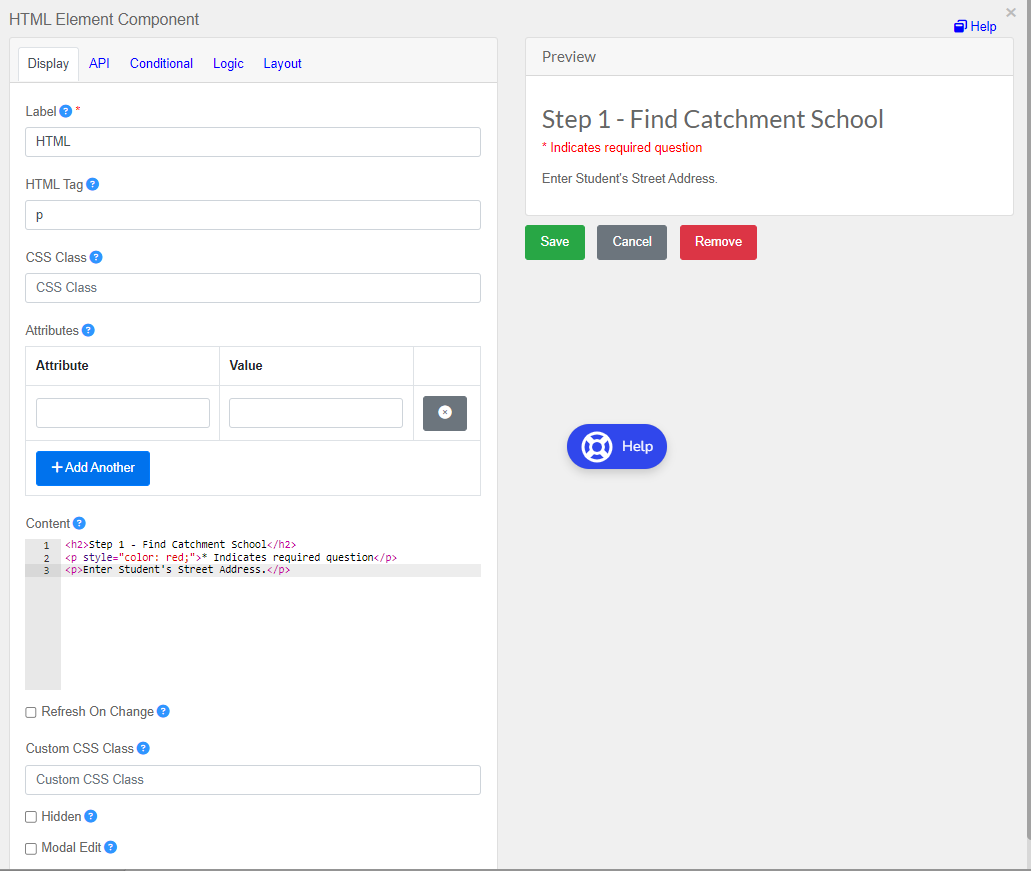 HTML Element Component
×
Help
Display API Conditional Logic Layout
Label ? *
HTML
HTML Tag ?
p
CSS Class ?
CSS Class
Attributes ?
Attribute Value
+ Add Another
Content ?
1 <h2>Step 1 - Find Catchment School</h2>
2 <p style="color: red;">* Indicates required question</p>
3 <p>Enter Student's Street Address.</p>
Refresh On Change ?
Custom CSS Class ?
Custom CSS Class
Hidden ?
Modal Edit ?
Preview
Step 1 - Find Catchment School
* Indicates required question
Enter Student's Street Address.
Save Cancel Remove
Help